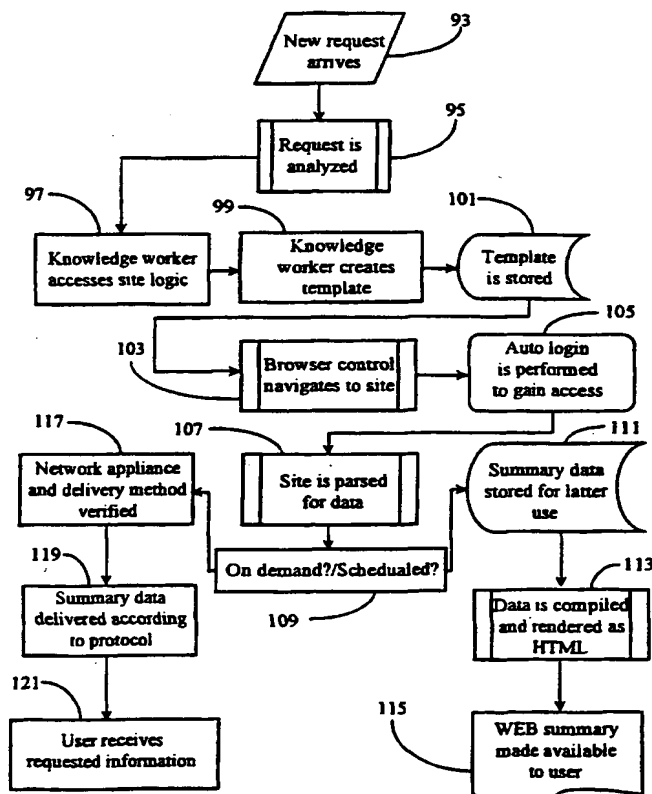 93
New request
arrives
95
Request is
analyzed
97
Knowledge worker
accesses site logic
99
Knowledge
worker creates
template
101
Template
is stored
103
Browser control
navigates to site
105
Auto login
is performed
to gain access
107
Site is parsed
for data
109
On demand?/Schedualed?
111
Summary data
stored for latter
use
113
Data is compiled
and rendered as
HTML
115
WEB summary
made available
to user
117
Network appliance
and delivery method
verified
119
Summary data
delivered according
to protocol
121
User receives
requested information